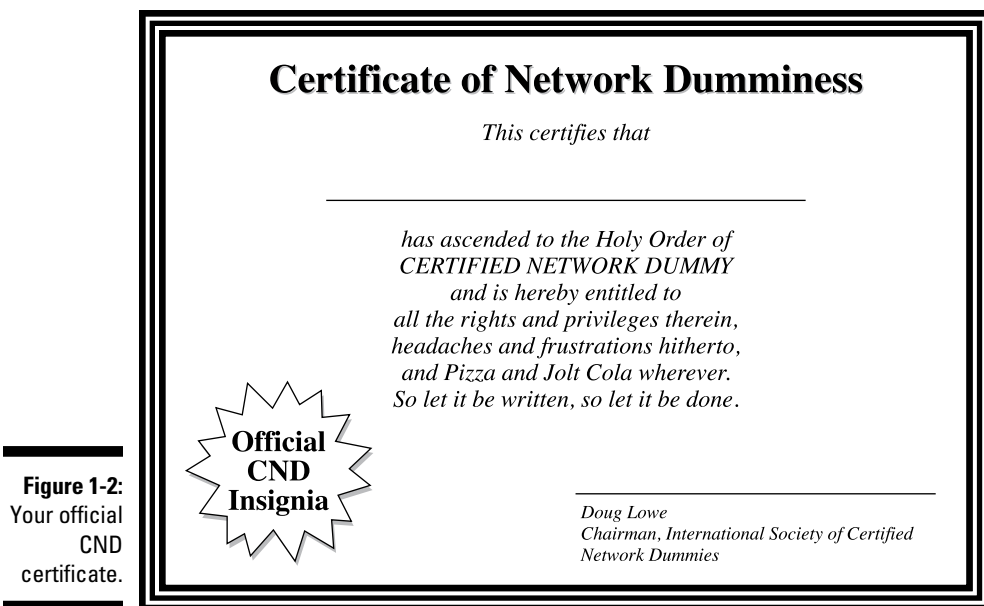 Certificate of Network Dumminess
This certifies that
has ascended to the Holy Order of
CERTIFIED NETWORK DUMMY
and is hereby entitled to
all the rights and privileges therein,
headaches and frustrations hitherto,
and Pizza and Jolt Cola wherever.
So let it be written, so let it be done.
Official
CND
Insignia
Doug Lowe
Chairman, International Society of Certified
Network Dummies
Figure 1-2:
Your official
CND
certificate.